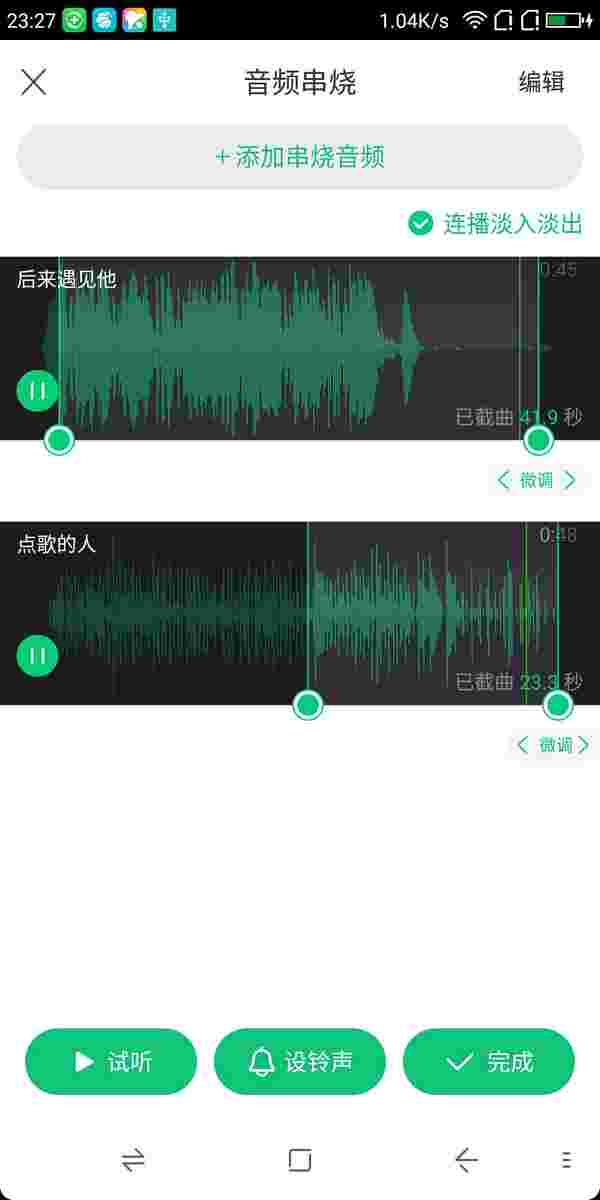 23:27 1.04K/s
音频串烧 编辑
+添加串烧音频
连播淡入淡出
后来遇见他 0:45
已截曲 41.9 秒
微调
点歌的人 0:48
已截曲 23.3 秒
微调
试听 设铃声 完成